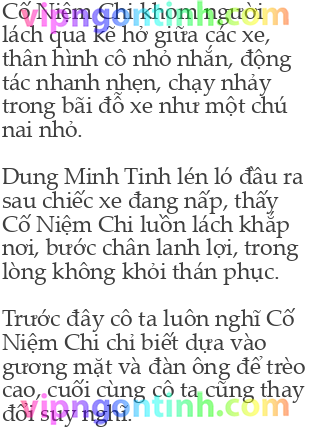 Cố Niệm Chi khom người
lách qua kẽ hở giữa các xe,
thân hình cô nhỏ nhắn, động
tác nhanh nhẹn, chạy nhảy
trong bãi đỗ xe như một chú
nai nhỏ.
Dung Minh Tinh lén ló đầu ra
sau chiếc xe đang nấp, thấy
Cố Niệm Chi luồn lách khắp
nơi, bước chân lanh lợi, trong
lòng không khỏi thán phục.
Trước đây cô ta luôn nghĩ Cố
Niệm Chi chỉ biết dựa vào
gương mặt và đàn ông để trèo
cao, cuối cùng cô ta cũng thay
đổi suy nghĩ.
vipngontinh.com
vipngontinh.com